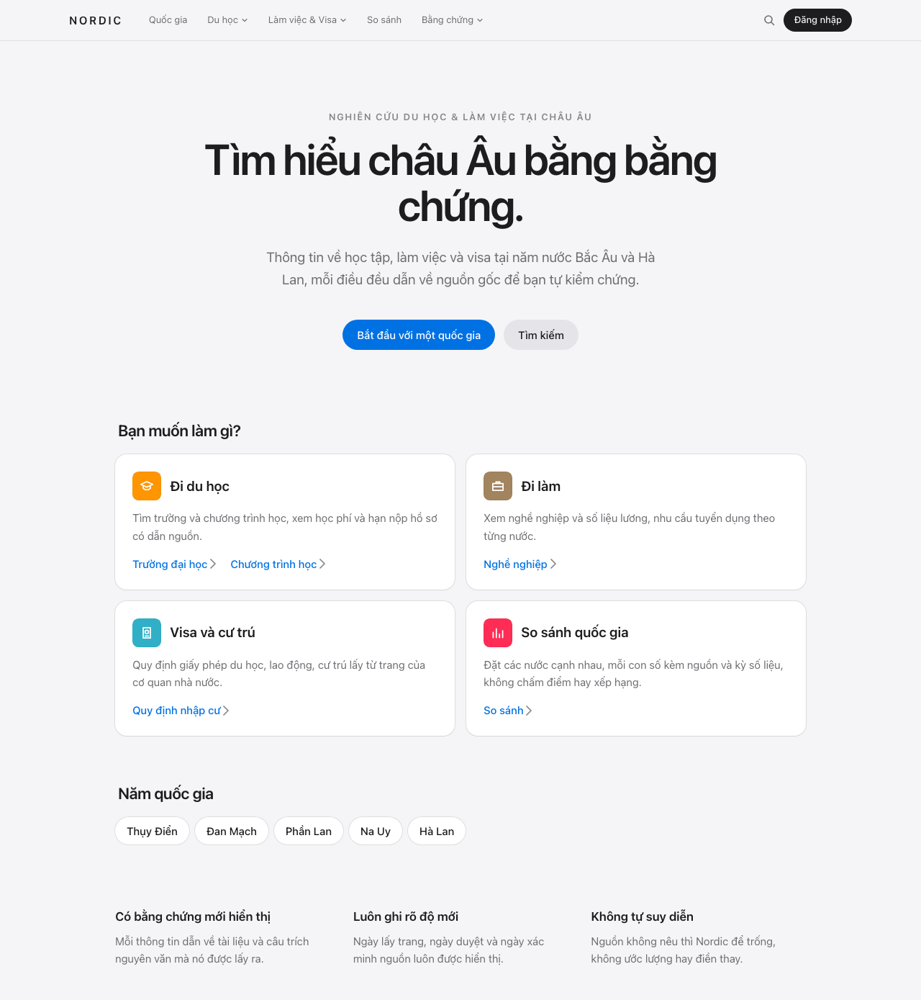 NORDIC
Quốc gia
Du học
Làm việc & Visa
So sánh
Bằng chứng
Đăng nhập
NGHIÊN CỨU DU HỌC & LÀM VIỆC TẠI CHÂU ÂU
Tìm hiểu châu Âu bằng bằng
chứng.
Thông tin về học tập, làm việc và visa tại năm nước Bắc Âu và Hà
Lan, mỗi điều đều dẫn về nguồn gốc để bạn tự kiểm chứng.
Bắt đầu với một quốc gia
Tìm kiếm
Bạn muốn làm gì?
Đi du học
Tìm trường và chương trình học, xem học phí và hạn nộp hồ sơ
có dẫn nguồn.
Trường đại học
Chương trình học
Đi làm
Xem nghề nghiệp và số liệu lương, nhu cầu tuyển dụng theo
từng nước.
Nghề nghiệp
Visa và cư trú
Quy định giấy phép du học, lao động, cư trú lấy từ trang của
cơ quan nhà nước.
Quy định nhập cư
So sánh quốc gia
Đặt các nước cạnh nhau, mỗi con số kèm nguồn và kỳ số liệu,
không chấm điểm hay xếp hạng.
So sánh
Năm quốc gia
Thụy Điển
Đan Mạch
Phần Lan
Na Uy
Hà Lan
Có bằng chứng mới hiển thị
Mỗi thông tin dẫn về tài liệu và câu trích
nguyên văn mà nó được lấy ra.
Luôn ghi rõ độ mới
Ngày lấy trang, ngày duyệt và ngày xác
minh nguồn luôn được hiển thị.
Không tự suy diễn
Nguồn không nêu thì Nordic để trống,
không ước lượng hay điền thay.